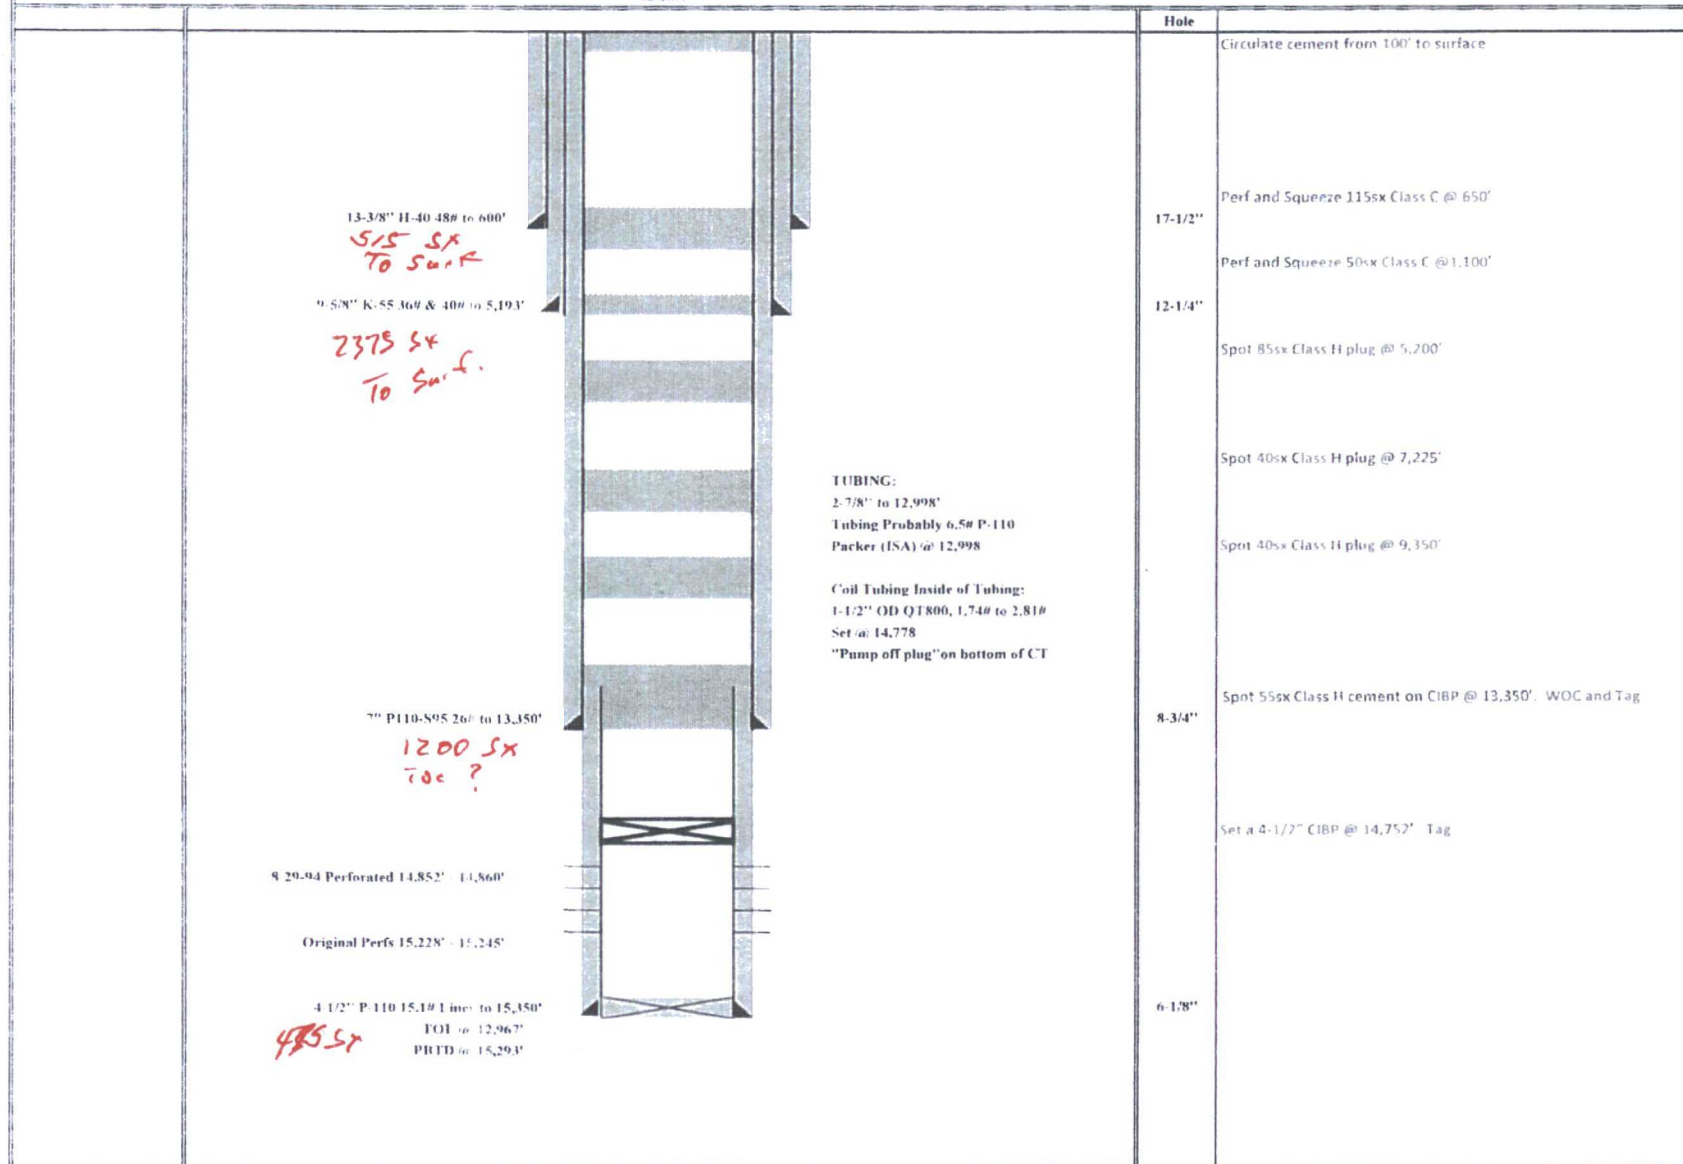 Hole
Circulate cement from 100' to surface
Perf and Squeeze 115sx Class C @ 650'
13-3/8" H-40 48# to 600'
17-1/2"
515 sx
To Surf
Perf and Squeeze 50sx Class C @1,100'
9-5/8" K-55 36# & 40# to 5,193'
12-1/4"
2375 sx
To Surf.
Spot 85sx Class H plug @ 5,200'
Spot 40sx Class H plug @ 7,225'
TUBING:
2-7/8" to 12,998'
Tubing Probably 6.5# P-110
Packer (ISA) @ 12,998
Spot 40sx Class H plug @ 9,350'
Coil Tubing Inside of Tubing:
1-1/2" OD QT800, 1.74# to 2.81#
Set @ 14,778
"Pump off plug" on bottom of CT
Spot 55sx Class H cement on CIBP @ 13,350'. WOC and Tag
7" P110-S95 26# to 13,350'
8-3/4"
1200 sx
TOC ?
Set a 4-1/2" CIBP @ 14,752' Tag
8-29-94 Perforated 14,852' - 14,860'
Original Perfs 15,228' - 15,245'
4-1/2" P-110 15.1# Liner to 15,350'
6-1/8"
TOL @ 12,967'
sx
PBTD @ 15,293'